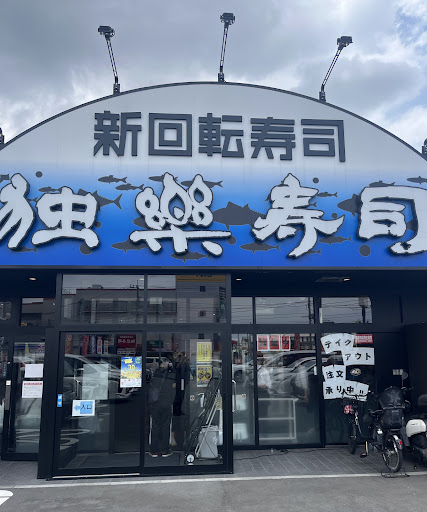 新回転寿司
独樂寿司
テイク
アウト
注文
承り中!!
入口